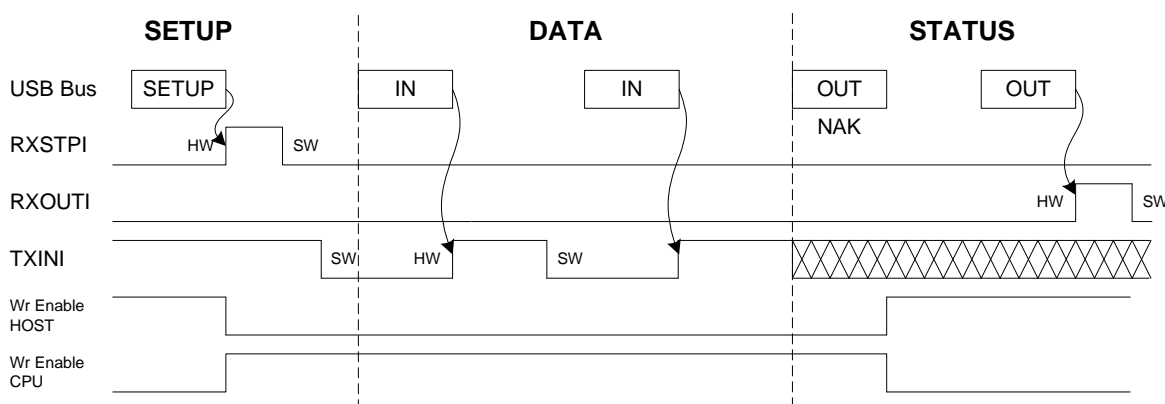 SETUP DATA STATUS
USB Bus SETUP IN IN OUT OUT
NAK
RXSTPI HW SW
RXOUTI HW SW
TXINI SW HW SW
Wr Enable
HOST
Wr Enable
CPU